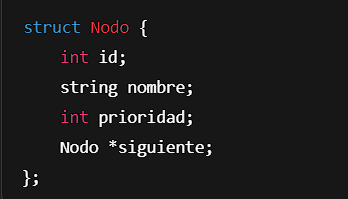 struct Nodo {
    int id;
    string nombre;
    int prioridad;
    Nodo *siguiente;
};